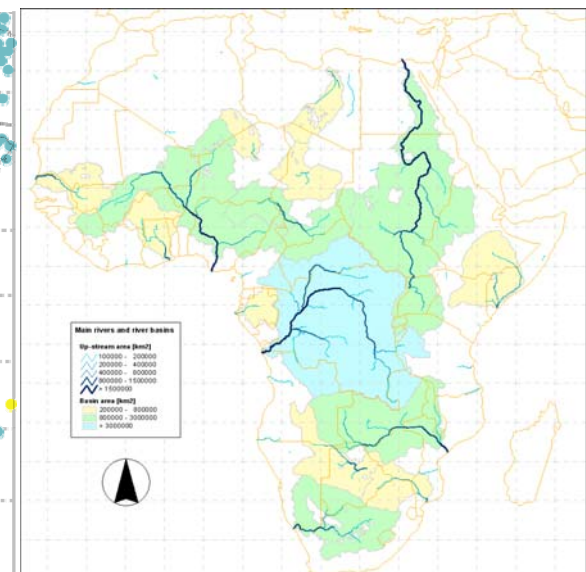 Main rivers and river basins
Up-stream area [km2]
100000 - 200000
200000 - 400000
400000 - 800000
800000 - 1500000
> 1500000
Basin area [km2]
200000 - 800000
800000 - 3000000
> 3000000